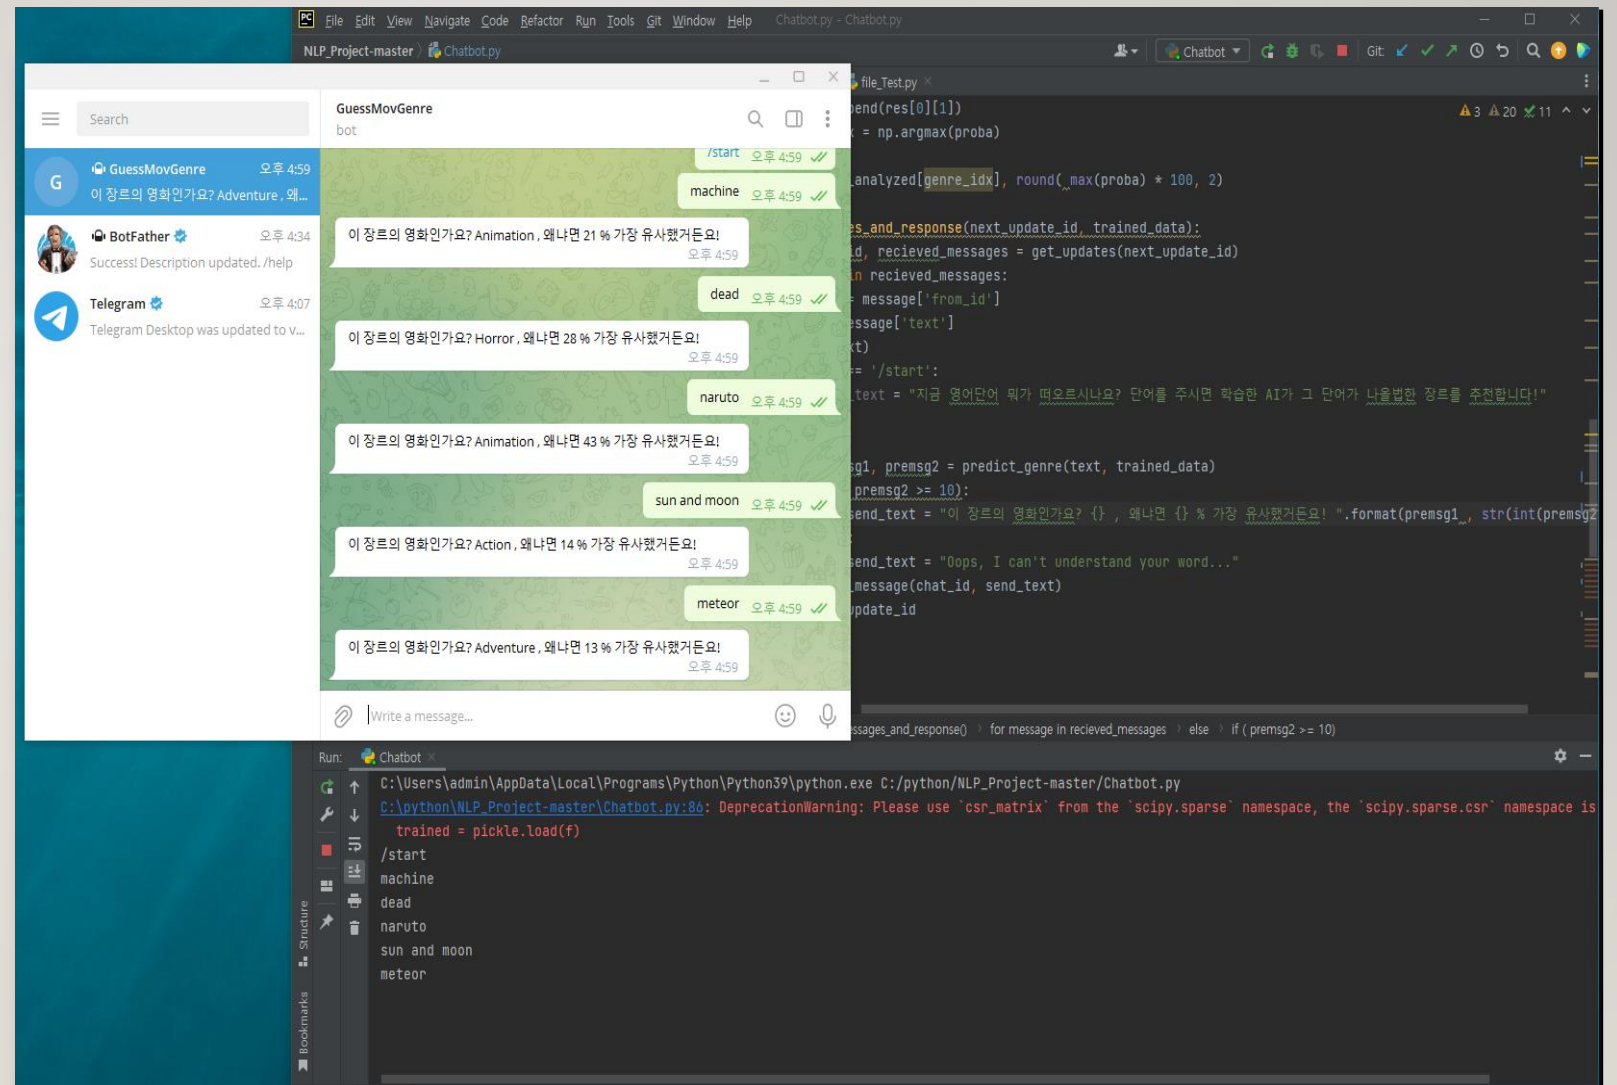 PC File Edit View Navigate Code Refactor Run Tools Git Window Help Chatbot.py - Chatbot.py
NLP_Project-master Chatbot.py
Chatbot Git:
file_Test.py
Search
GuessMovGenre
bot
GuessMovGenre 오후 4:59
G
이 장르의 영화인가요? Adventure , 왜...
BotFather 오후 4:34
Success! Description updated. /help
Telegram 오후 4:07
Telegram Desktop was updated to v...
/start 오후 4:59
machine 오후 4:59
이 장르의 영화인가요? Animation , 왜냐면 21 % 가장 유사했거든요!
오후 4:59
dead 오후 4:59
이 장르의 영화인가요? Horror , 왜냐면 28 % 가장 유사했거든요!
오후 4:59
naruto 오후 4:59
이 장르의 영화인가요? Animation , 왜냐면 43 % 가장 유사했거든요!
오후 4:59
sun and moon 오후 4:59
이 장르의 영화인가요? Action , 왜냐면 14 % 가장 유사했거든요!
오후 4:59
meteor 오후 4:59
이 장르의 영화인가요? Adventure , 왜냐면 13 % 가장 유사했거든요!
오후 4:59
Write a message...
end(res[0][1])
3 20 11
= np.argmax(proba)
_analyzed[genre_idx], round( max(proba) * 100, 2)
es_and_response(next_update_id, trained_data):
id, recieved_messages = get_updates(next_update_id)
in recieved_messages:
= message['from_id']
essage['text']
xt)
== '/start':
_text = "지금 영어단어 뭐가 떠오르시나요? 단어를 주시면 학습한 AI가 그 단어가 나올법한 장르를 추천합니다!"
sg1, premsg2 = predict_genre(text, trained_data)
premsg2 >= 10):
send_text = "이 장르의 영화인가요? {} , 왜냐면 {} % 가장 유사했거든요! ".format(premsg1 , str(int(premsg2
send_text = "Oops, I can't understand your word..."
_message(chat_id, send_text)
update_id
ssages_and_response() for message in recieved_messages else if ( premsg2 >= 10)
Run: Chatbot
C:\Users\admin\AppData\Local\Programs\Python\Python39\python.exe C:/python/NLP_Project-master/Chatbot.py
C:\python\NLP_Project-master\Chatbot.py:86: DeprecationWarning: Please use `csr_matrix` from the `scipy.sparse` namespace, the `scipy.sparse.csr` namespace is
trained = pickle.load(f)
/start
machine
dead
naruto
sun and moon
meteor
Structure
Bookmarks